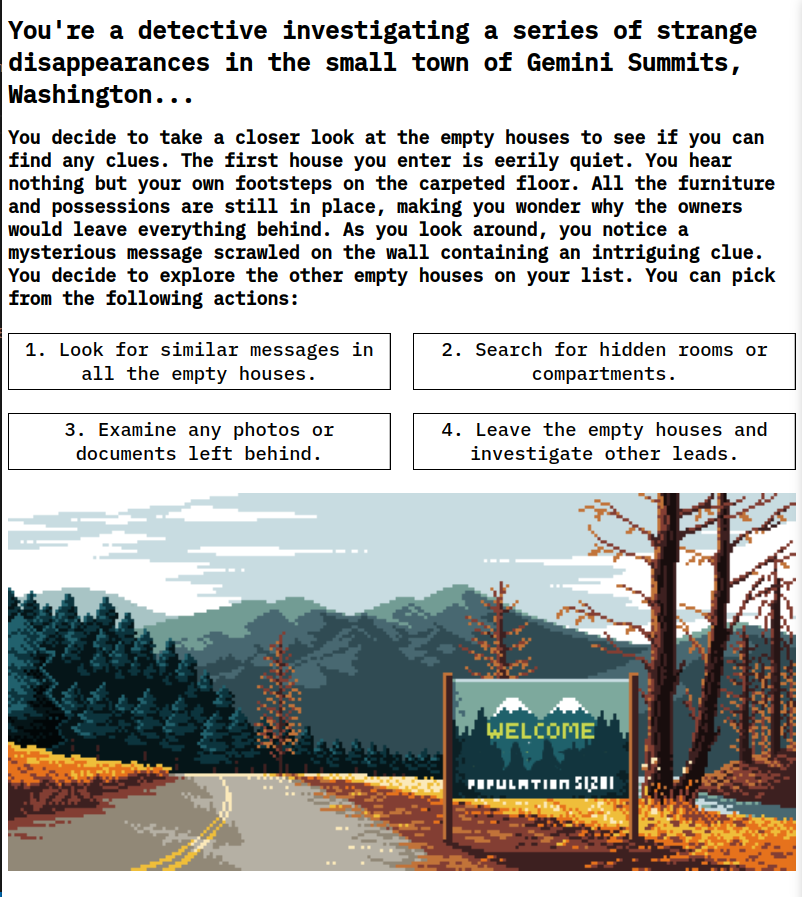 You're a detective investigating a series of strange
disappearances in the small town of Gemini Summits,
Washington...
You decide to take a closer look at the empty houses to see if you can
find any clues. The first house you enter is eerily quiet. You hear
nothing but your own footsteps on the carpeted floor. All the furniture
and possessions are still in place, making you wonder why the owners
would leave everything behind. As you look around, you notice a
mysterious message scrawled on the wall containing an intriguing clue.
You decide to explore the other empty houses on your list. You can pick
from the following actions:
1. Look for similar messages in
all the empty houses.
2. Search for hidden rooms or
compartments.
3. Examine any photos or
documents left behind.
4. Leave the empty houses and
investigate other leads.
WELCOME
POPULATION